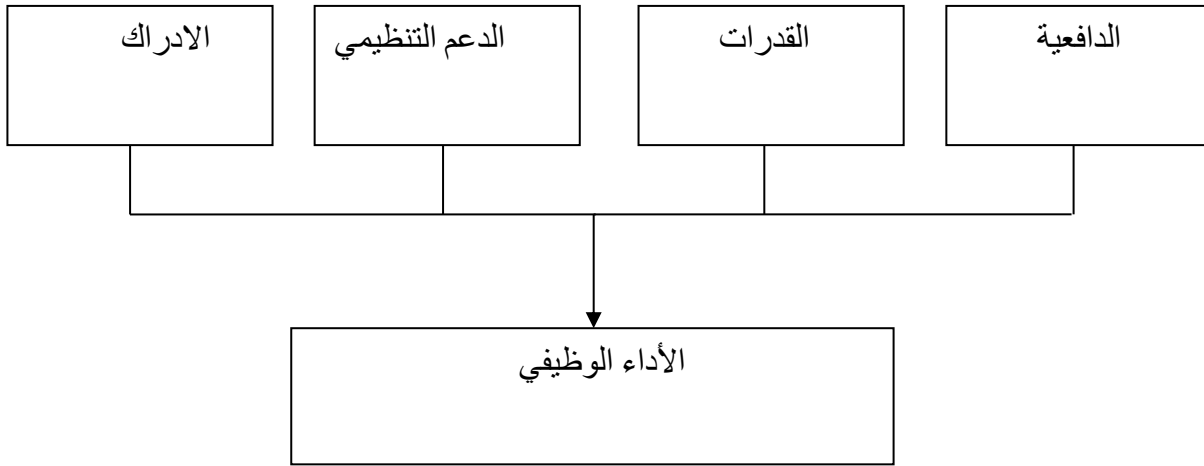 الدافعية
القدرات
الدعم التنظيمي
الادراك
الأداء الوظيفي